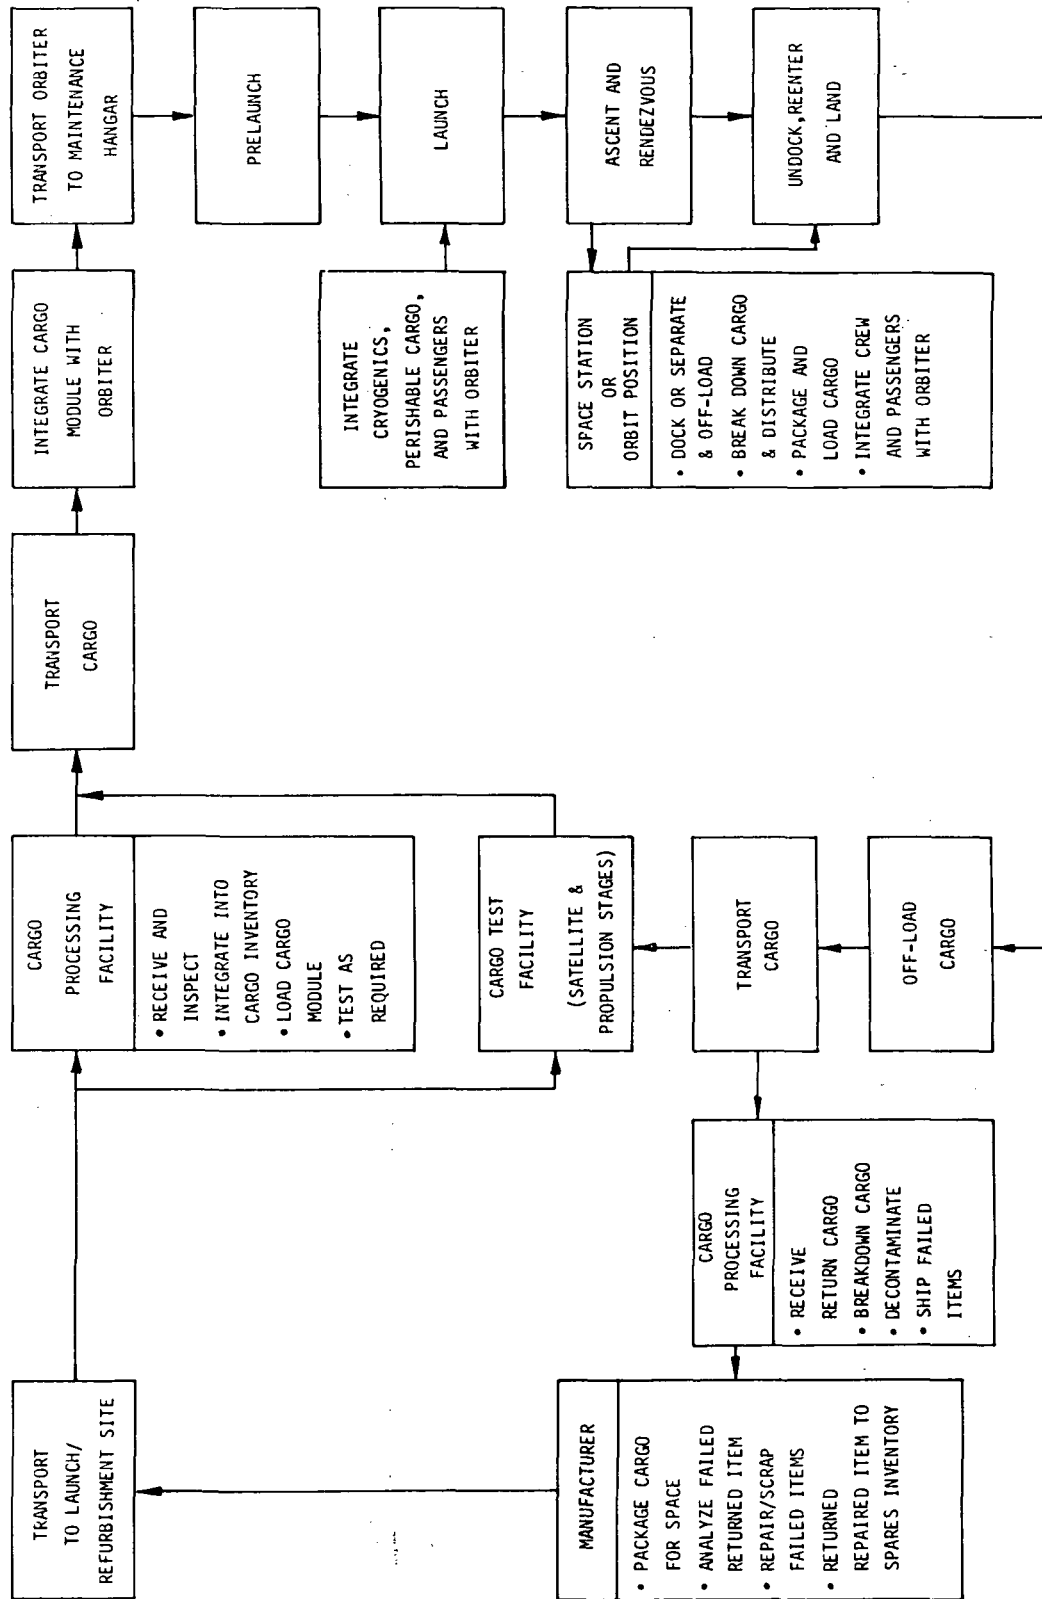 TRANSPORT
TO LAUNCH/
REFURBISHMENT SITE
CARGO
PROCESSING
FACILITY
• RECEIVE AND
INSPECT
• INTEGRATE INTO
CARGO INVENTORY
• LOAD CARGO
MODULE
• TEST AS
REQUIRED
TRANSPORT
CARGO
INTEGRATE CARGO
MODULE WITH
ORBITER
TRANSPORT ORBITER
TO MAINTENANCE
HANGAR
PRELAUNCH
INTEGRATE
CRYOGENICS,
PERISHABLE CARGO,
AND PASSENGERS
WITH ORBITER
LAUNCH
CARGO TEST
FACILITY
(SATELLITE &
PROPULSION STAGES)
SPACE STATION
OR
ORBIT POSITION
• DOCK OR SEPARATE
& OFF-LOAD
• BREAK DOWN CARGO
& DISTRIBUTE
• PACKAGE AND
LOAD CARGO
• INTEGRATE CREW
AND PASSENGERS
WITH ORBITER
ASCENT AND
RENDEZVOUS
MANUFACTURER
• PACKAGE CARGO
FOR SPACE
• ANALYZE FAILED
RETURNED ITEM
• REPAIR/SCRAP
FAILED ITEMS
• RETURNED
REPAIRED ITEM TO
SPARES INVENTORY
CARGO
PROCESSING
FACILITY
• RECEIVE
RETURN CARGO
• BREAKDOWN CARGO
• DECONTAMINATE
• SHIP FAILED
ITEMS
TRANSPORT
CARGO
UNDOCK, REENTER
AND LAND
OFF-LOAD
CARGO